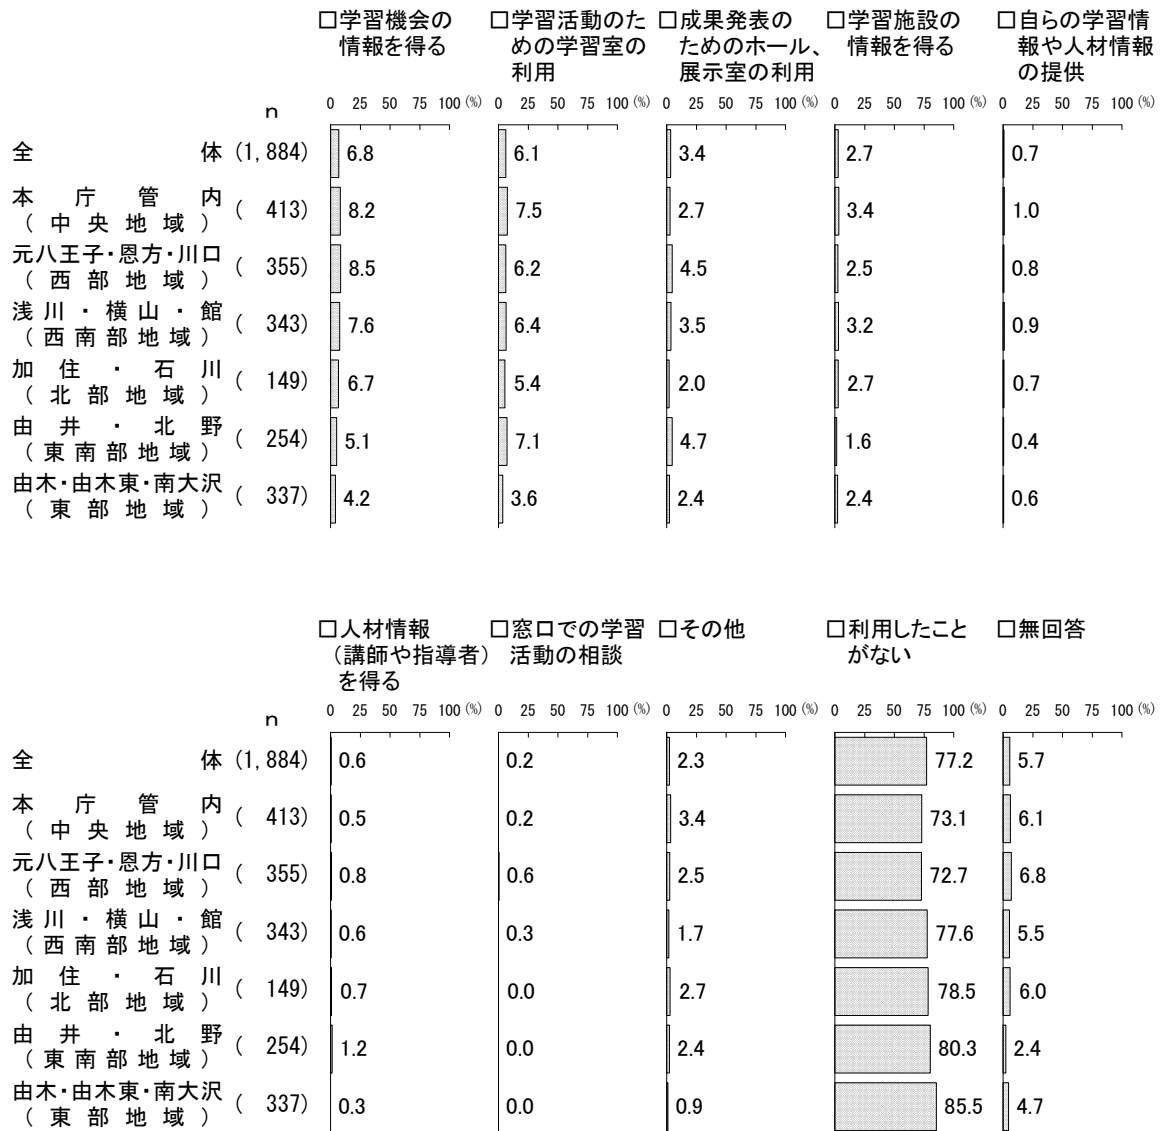 □学習機会の □学習活動のた □成果発表の □学習施設の □自らの学習情
情報を得る めの学習室の ためのホール、 情報を得る 報や人材情報
利用 展示室の利用 の提供
0 25 50 75 100 (%) 0 25 50 75 100 (%) 0 25 50 75 100 (%) 0 25 50 75 100 (%) 0 25 50 75 100 (%)
n
全体 (1,884) 6.8 6.1 3.4 2.7 0.7
本庁管内
(中央地域) ( 413) 8.2 7.5 2.7 3.4 1.0
元八王子・恩方・川口
(西部地域) ( 355) 8.5 6.2 4.5 2.5 0.8
浅川・横山・館
(西南部地域) ( 343) 7.6 6.4 3.5 3.2 0.9
加住・石川
(北部地域) ( 149) 6.7 5.4 2.0 2.7 0.7
由井・北野
(東南部地域) ( 254) 5.1 7.1 4.7 1.6 0.4
由木・由木東・南大沢
(東部地域) ( 337) 4.2 3.6 2.4 2.4 0.6
□人材情報 □窓口での学習 □その他 □利用したこと □無回答
(講師や指導者) 活動の相談 がない
を得る
0 25 50 75 100 (%) 0 25 50 75 100 (%) 0 25 50 75 100 (%) 0 25 50 75 100 (%) 0 25 50 75 100 (%)
n
全体 (1,884) 0.6 0.2 2.3 77.2 5.7
本庁管内
(中央地域) ( 413) 0.5 0.2 3.4 73.1 6.1
元八王子・恩方・川口
(西部地域) ( 355) 0.8 0.6 2.5 72.7 6.8
浅川・横山・館
(西南部地域) ( 343) 0.6 0.3 1.7 77.6 5.5
加住・石川
(北部地域) ( 149) 0.7 0.0 2.7 78.5 6.0
由井・北野
(東南部地域) ( 254) 1.2 0.0 2.4 80.3 2.4
由木・由木東・南大沢
(東部地域) ( 337) 0.3 0.0 0.9 85.5 4.7